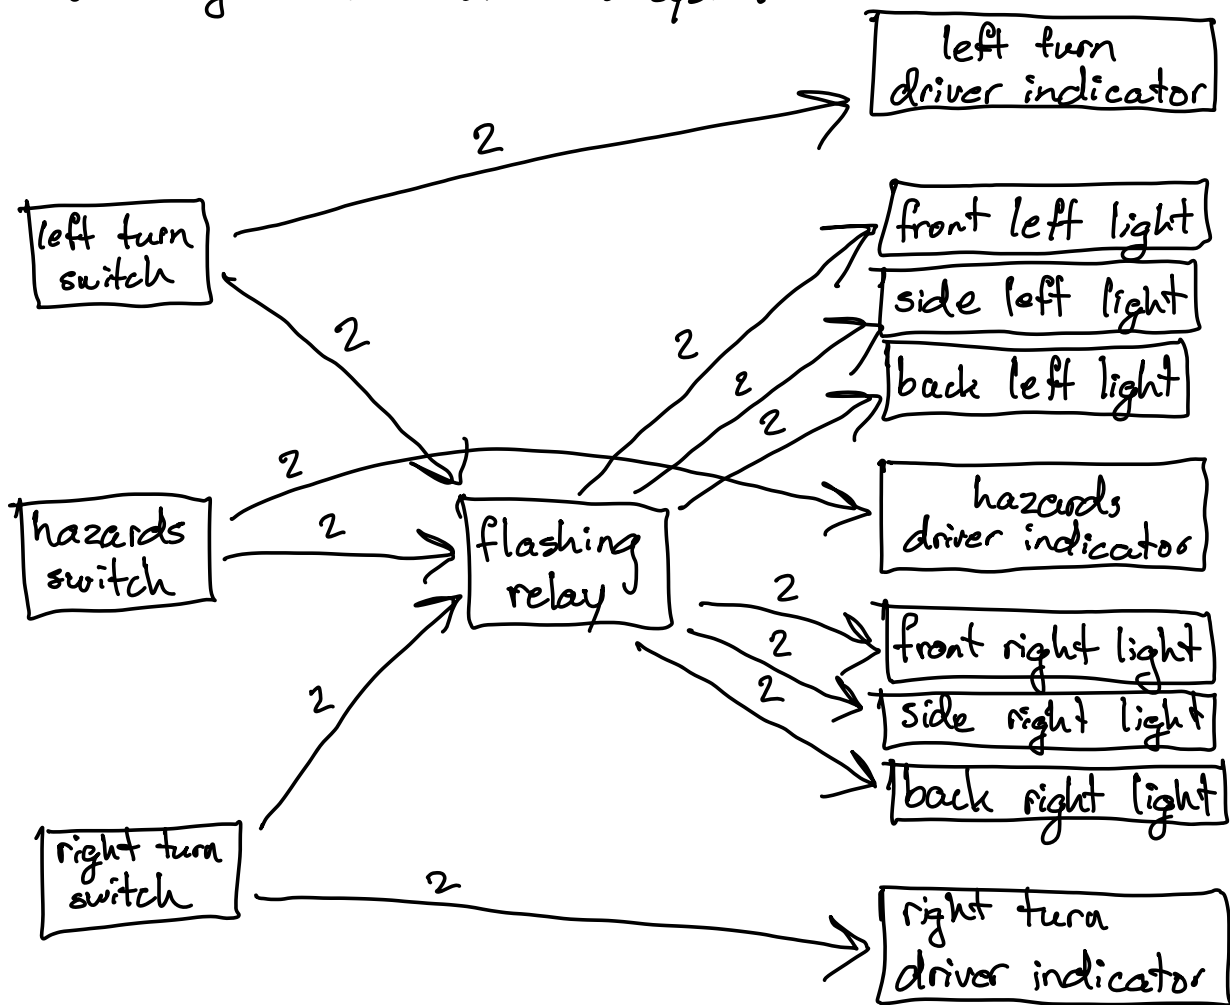 left turn
driver indicator
2
left turn
switch
front left light
side left light
2
2
2
2
back left light
2
hazards
switch
2
flashing
relay
hazards
driver indicator
2
2
2
front right light
side right light
back right light
2
right turn
switch
2
right turn
driver indicator